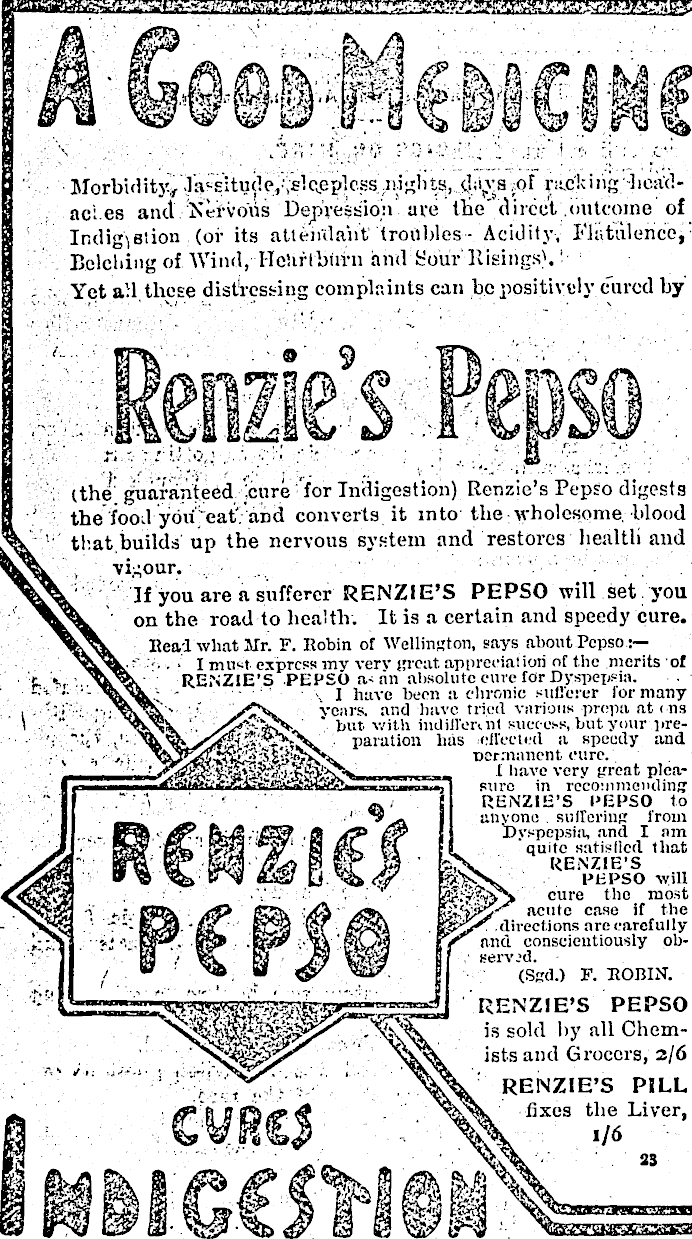 A GOOD MEDICINE
Morbidity, lassitude, sleepless nights, days of racking head-
aches and Nervous Depression are the direct outcome of
Indigestion (or its attendant troubles - Acidity, Flatulence,
Belching of Wind, Heartburn and Sour Risings).
Yet all these distressing complaints can be positively cured by
Renzie's Pepso
(the guaranteed cure for Indigestion) Renzie's Pepso digests
the food you eat and converts it into the wholesome blood
that builds up the nervous system and restores health and
vigour.
If you are a sufferer RENZIE'S PEPSO will set you
on the road to health. It is a certain and speedy cure.
Read what Mr. F. Robin of Wellington, says about Pepso:—
I must express my very great appreciation of the merits of
RENZIE'S PEPSO as an absolute cure for Dyspepsia.
I have been a chronic sufferer for many
years, and have tried various preparations
but with indifferent success, but your pre-
paration has effected a speedy and
permanent cure.
I have very great plea-
sure in recommending
RENZIE'S PEPSO to
anyone suffering from
Dyspepsia, and I am
quite satisfied that
RENZIE'S
PEPSO will
cure the most
acute case if the
directions are carefully
and conscientiously ob-
served.
(Sgd.) F. ROBIN.
RENZIE'S PEPSO
is sold by all Chem-
ists and Grocers, 2/6
RENZIE'S PILL
fixes the Liver,
1/6
23
RENZIE'S
PEPSO
CURES
INDIGESTION